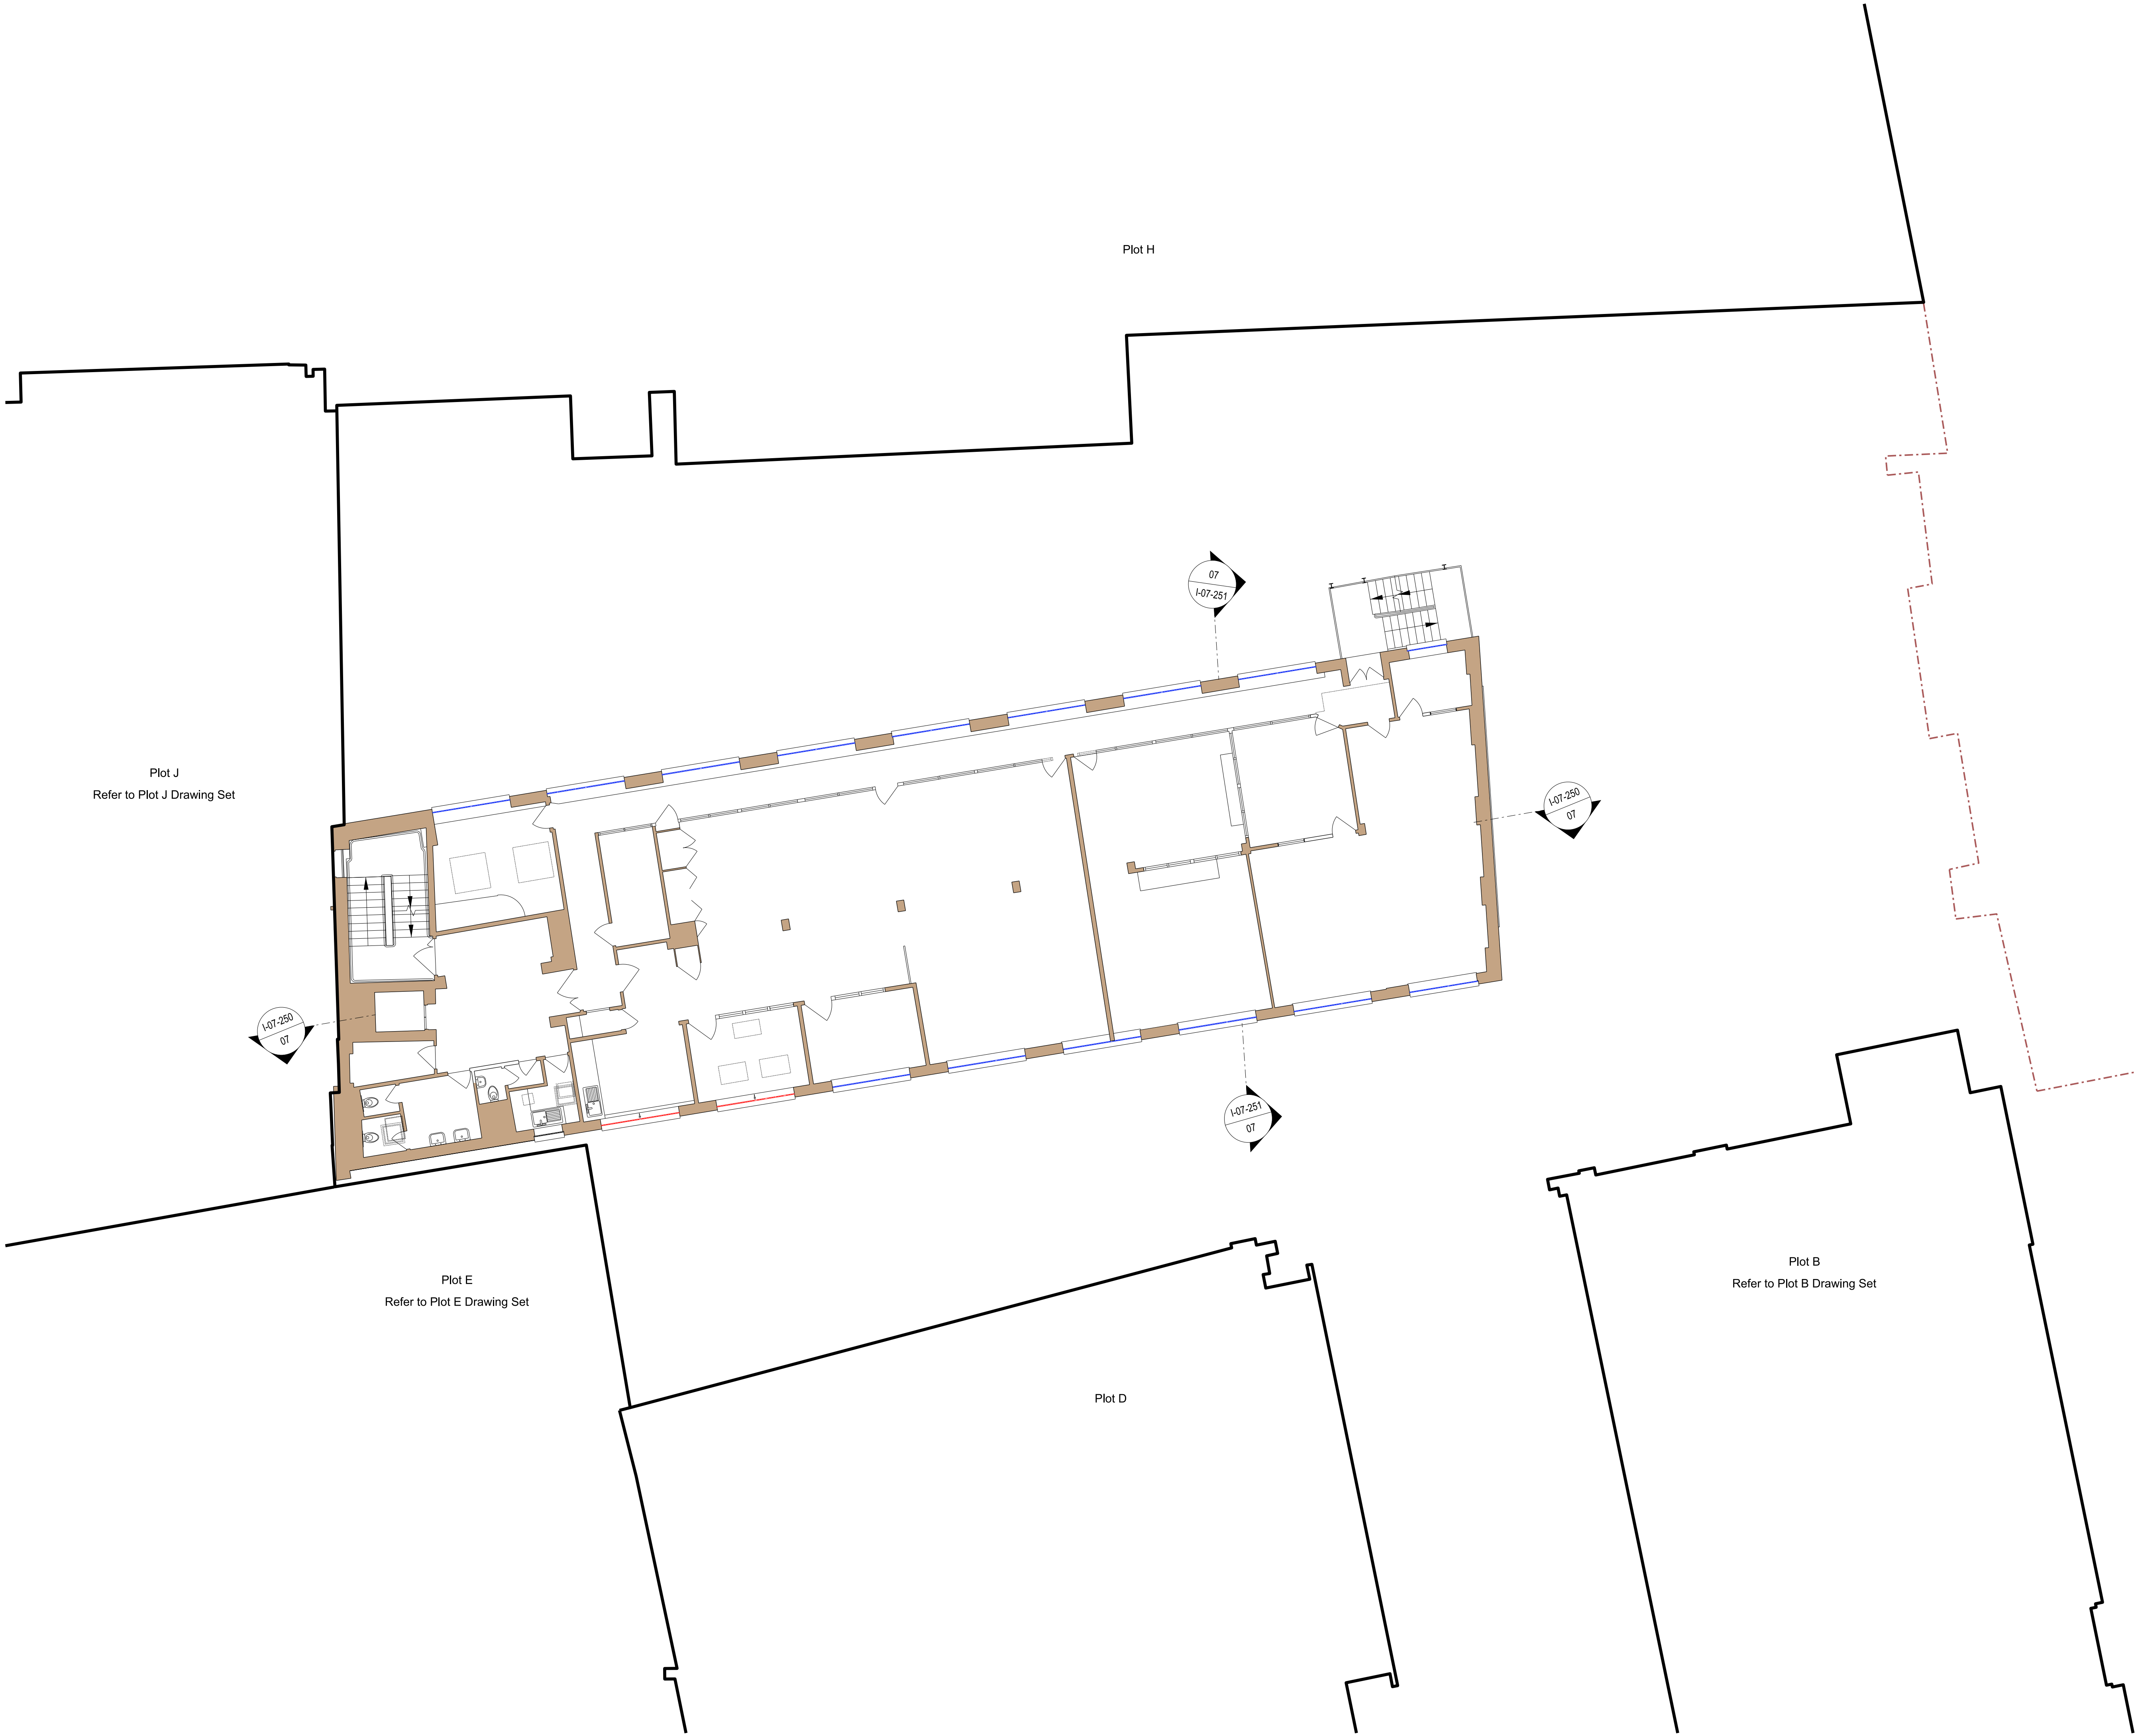 Plot H
07
I-07-251
Plot J
Refer to Plot J Drawing Set
I-07-250
07
I-07-250
07
I-07-251
07
Plot E
Refer to Plot E Drawing Set
Plot B
Refer to Plot B Drawing Set
Plot D